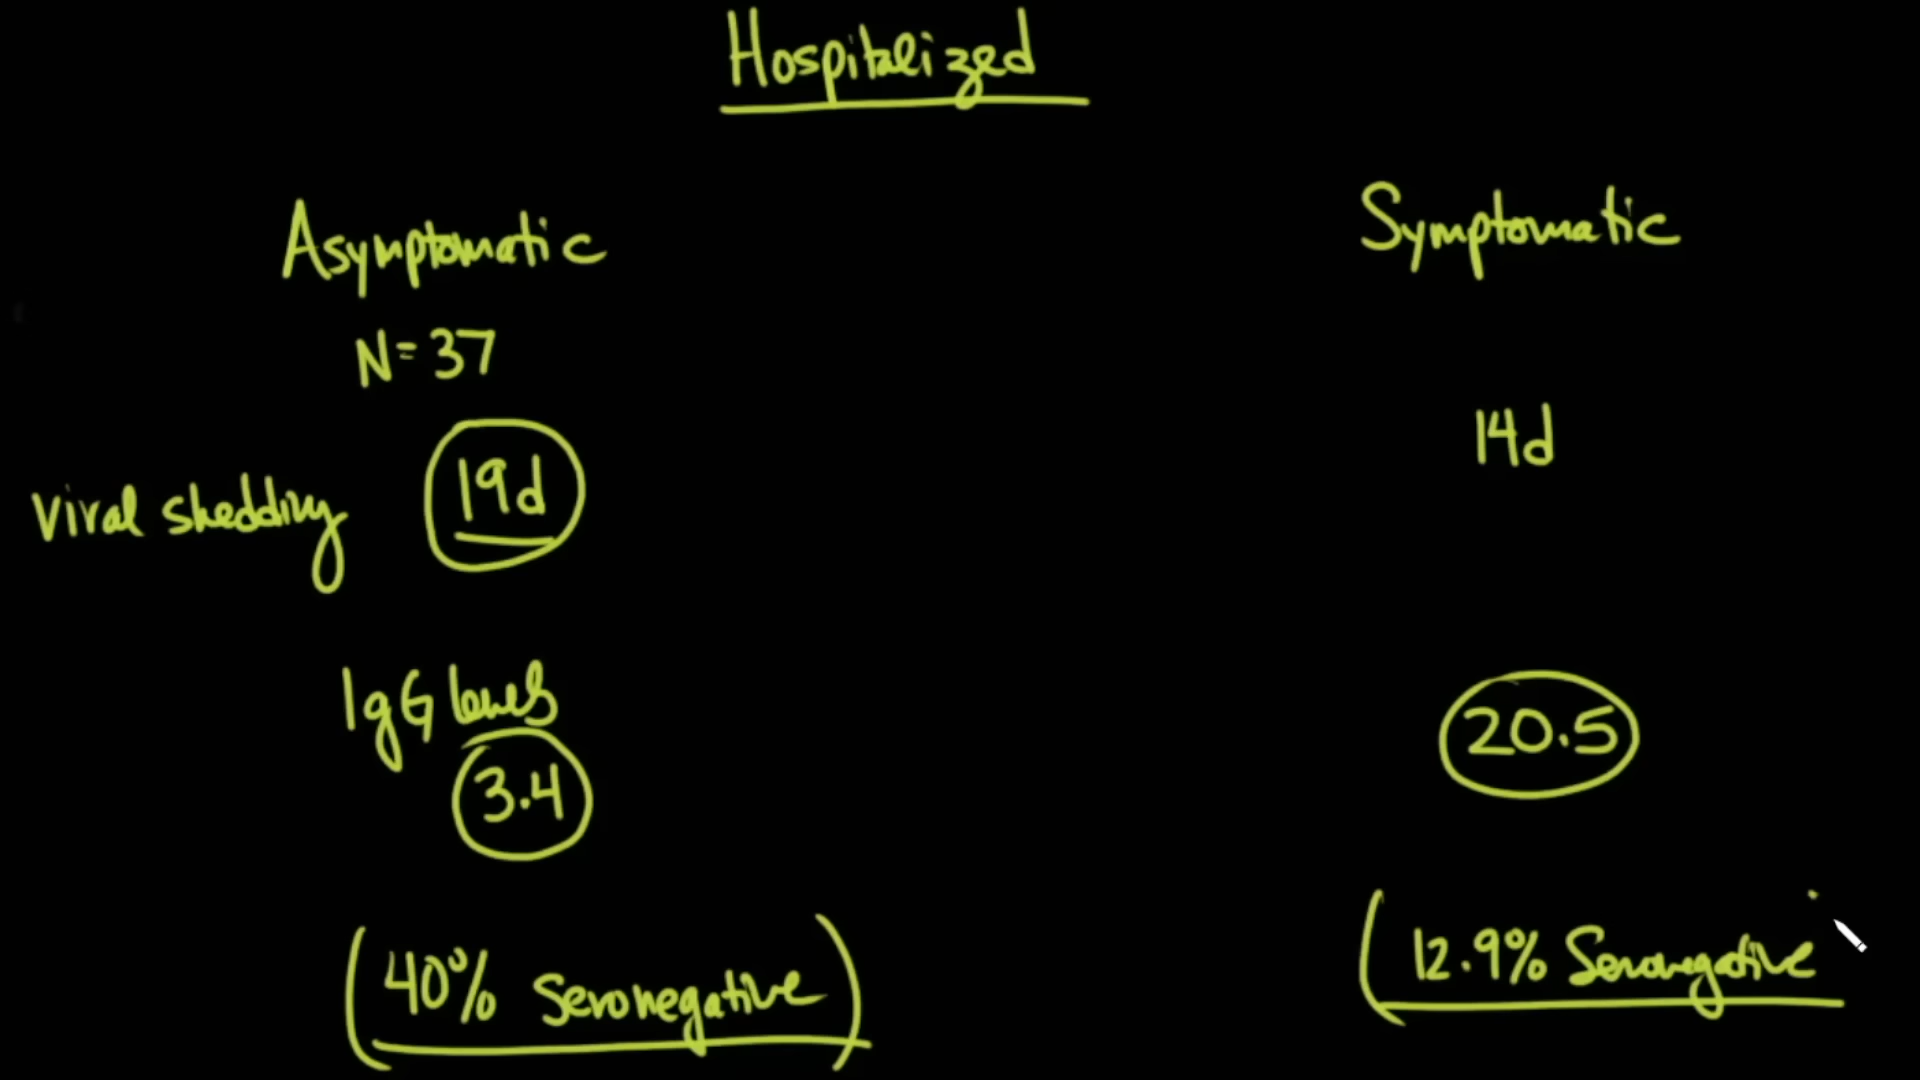 Hospitalized
Asymptomatic
Symptomatic
N=37
14d
Viral shedding 19d
IgG levels
3.4
20.5
(40% Seronegative)
(12.9% Seronegative